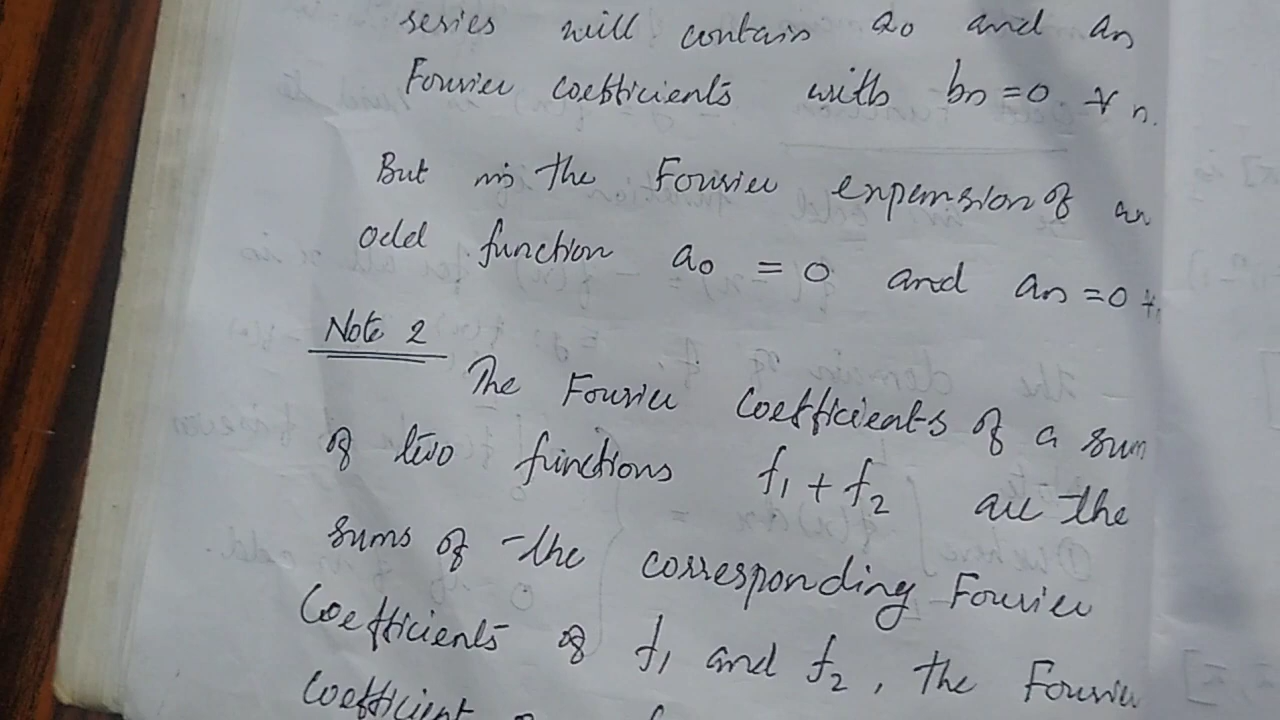 series will contain a₀ and aₙ
Fourier coefficients with bₙ = 0 ∀ n.
But in the Fourier expension of an
odd function a₀ = 0 and aₙ = 0 ∀
Note 2
The Fourier Coefficients of a sum
of two functions f₁ + f₂ are the
sums of the corresponding Fourier
Coefficients of f₁ and f₂, the Fourier
Coefficient